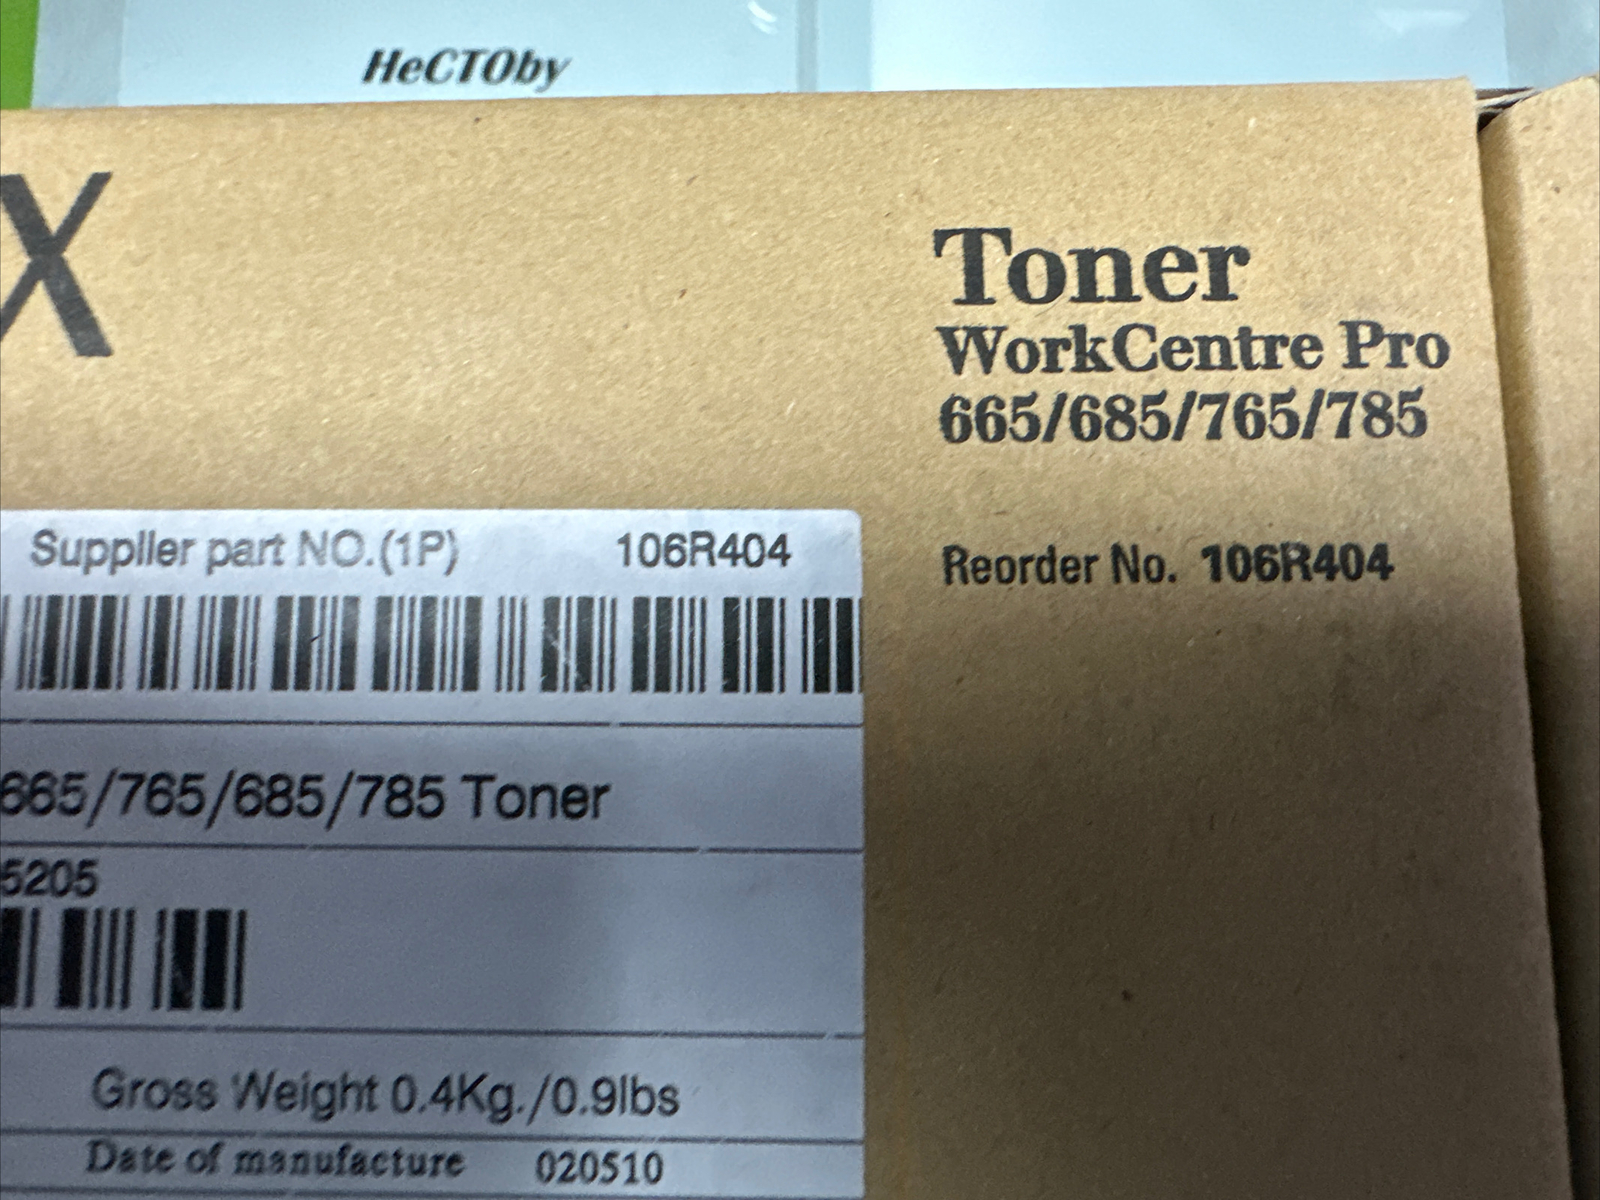 HeCTOby
X
Toner
WorkCentre Pro
665/685/765/785
Reorder No. 106R404
Supplier part NO.(1P) 106R404
665/765/685/785 Toner
5205
Gross Weight 0.4Kg./0.9lbs
Date of manufacture 020510